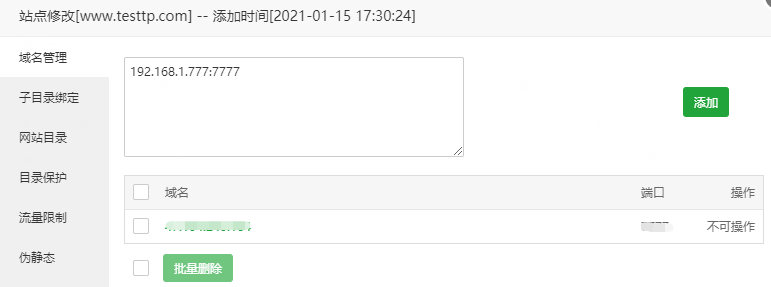 站点修改[www.testtp.com] -- 添加时间[2021-01-15 17:30:24]
域名管理
子目录绑定
网站目录
目录保护
流量限制
伪静态
192.168.1.777:7777
添加
域名 端口 操作
不可操作
批量删除